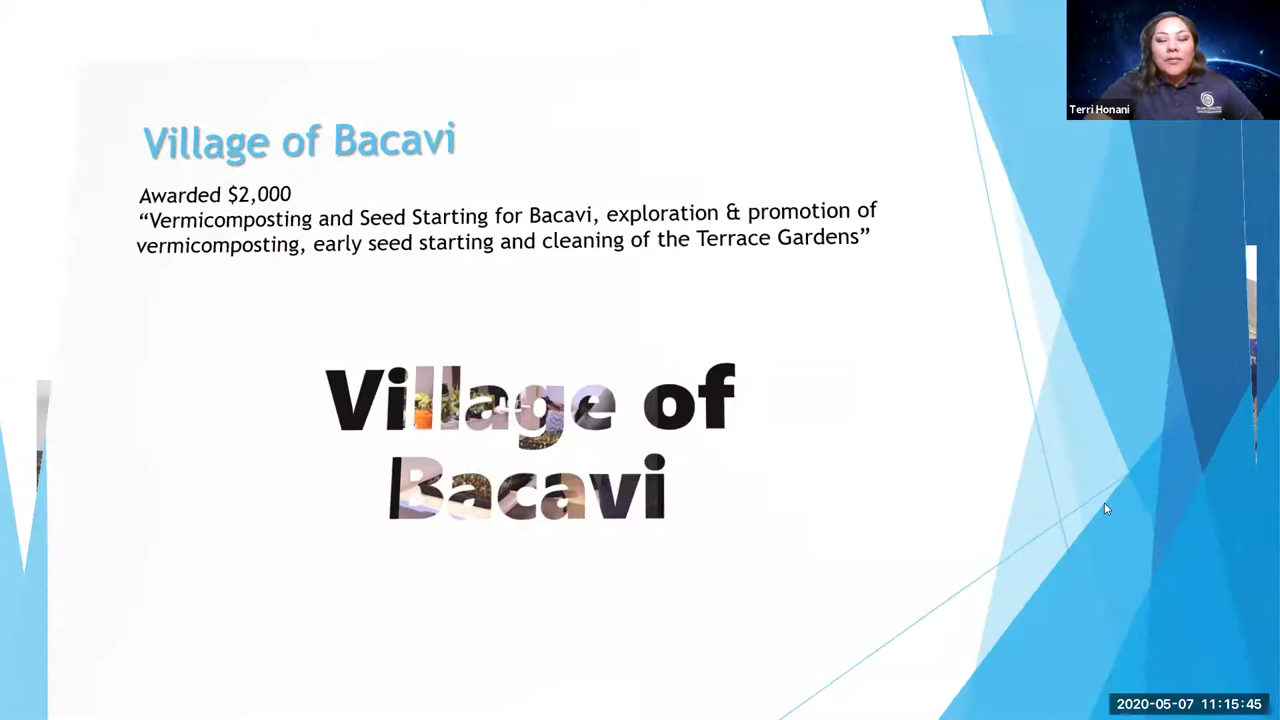 Terri Honani
Village of Bacavi
Awarded $2,000
“Vermicomposting and Seed Starting for Bacavi, exploration & promotion of
vermicomposting, early seed starting and cleaning of the Terrace Gardens”
Village of
Bacavi
2020-05-07 11:15:45